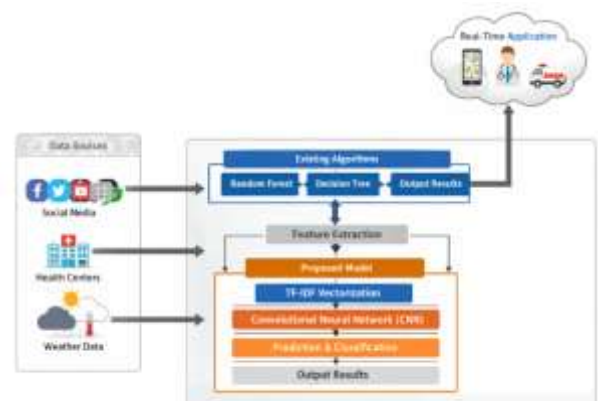 Real-Time Application
Data Sources
Social Media
Health Centers
Weather Data
Existing Algorithms
Random Forest
Decision Tree
Output Results
Feature Extraction
Proposed Model
TF-IDF Vectorization
Convolutional Neural Network (CNN)
Prediction & Classification
Output Results